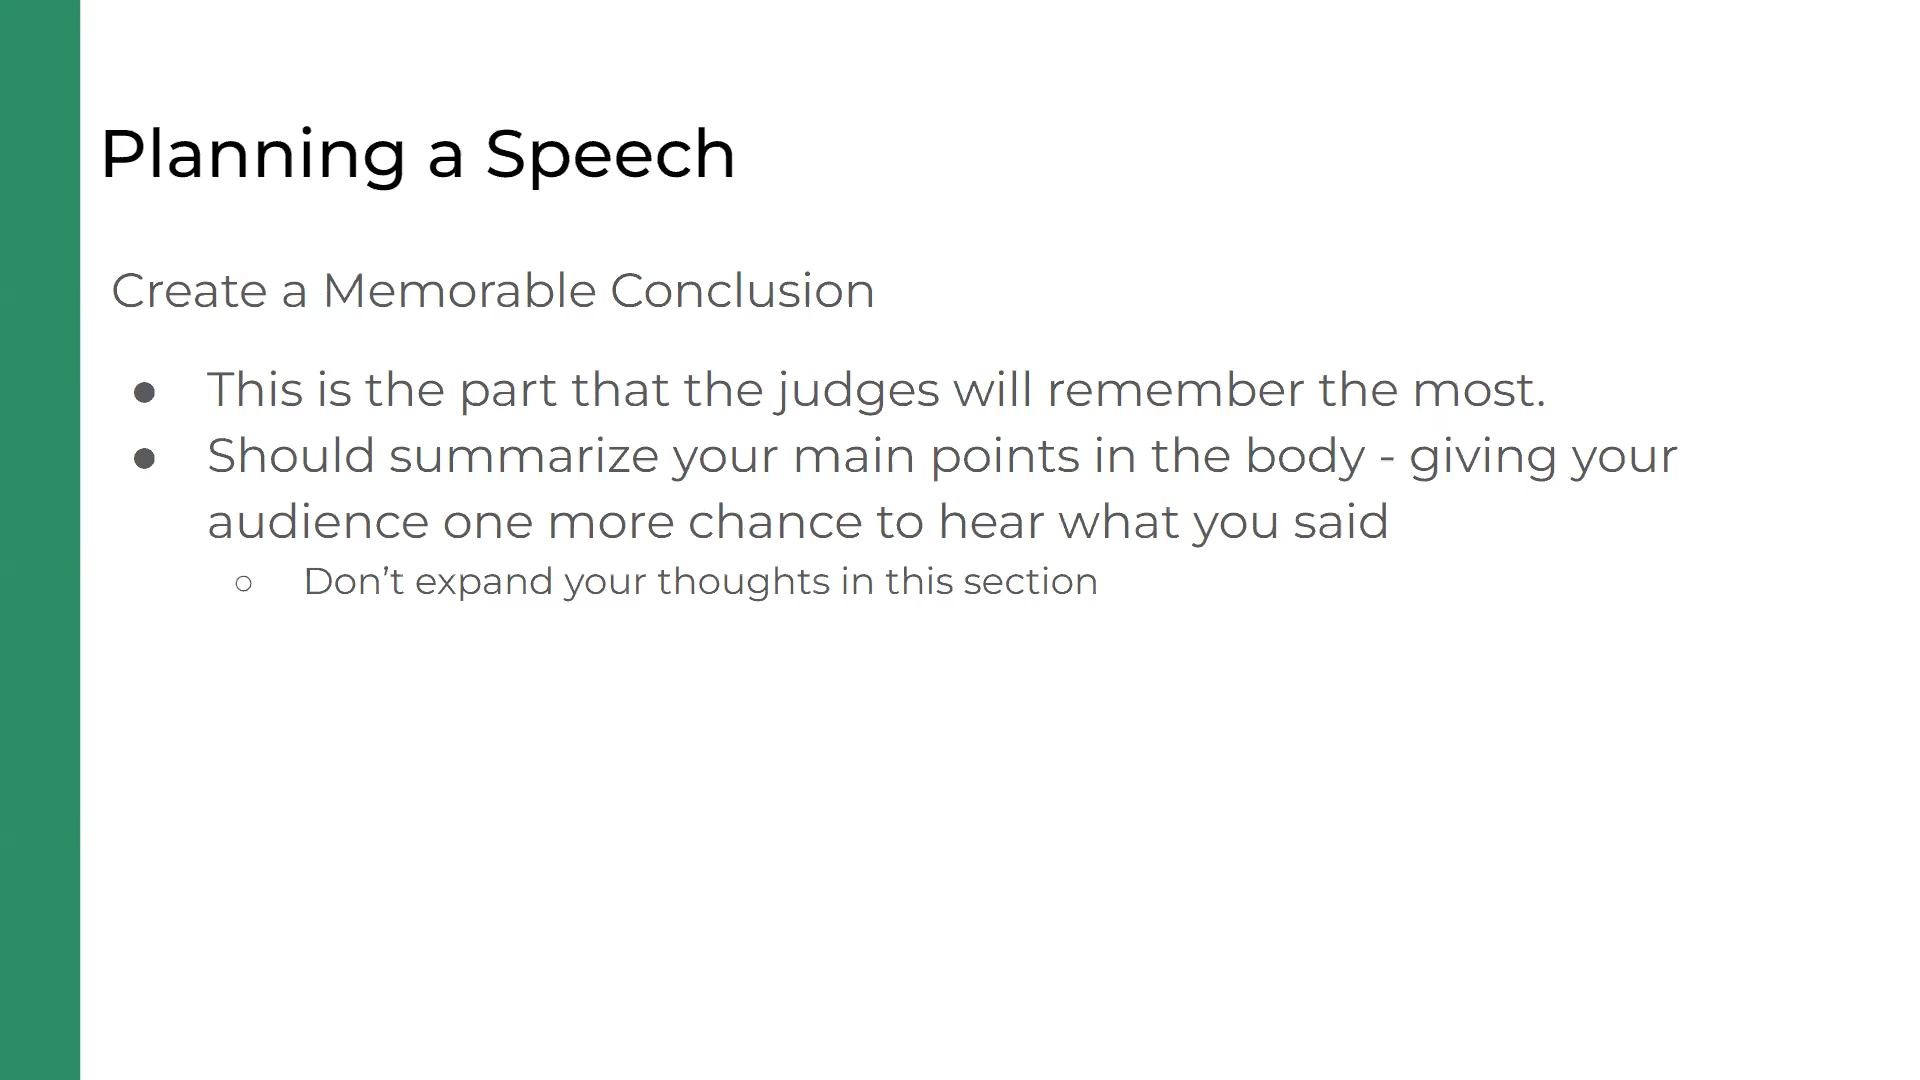 Planning a Speech
Create a Memorable Conclusion
● This is the part that the judges will remember the most.
● Should summarize your main points in the body - giving your
audience one more chance to hear what you said
○ Don’t expand your thoughts in this section